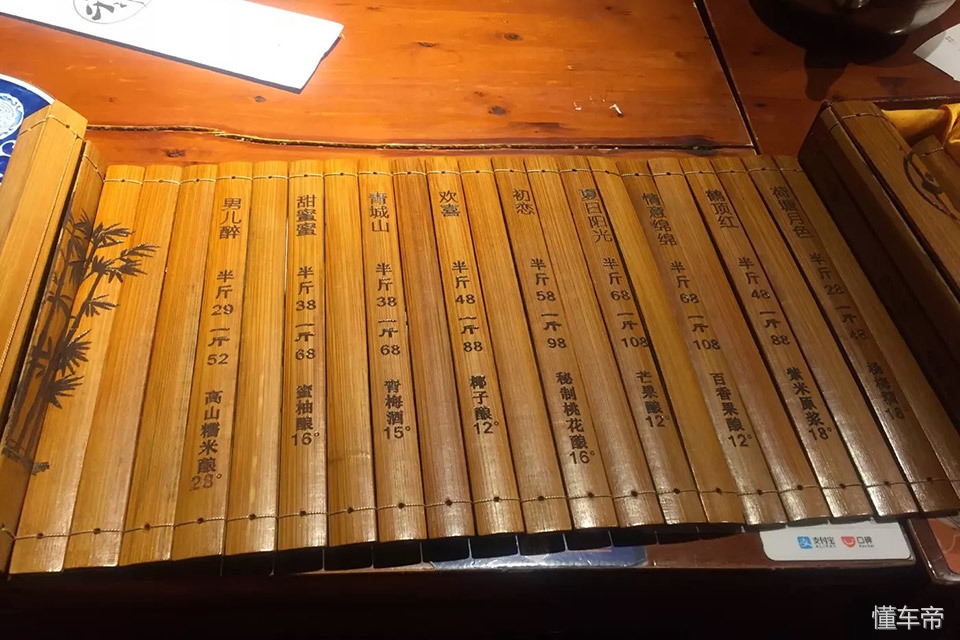 男儿醉 半斤 29 一斤 52 高山糯米酿 28°
甜蜜蜜 半斤 38 一斤 68 蜜柚酿 16°
青城山 半斤 38 一斤 68 青梅酒 15°
欢喜 半斤 48 一斤 88 椰子酿 12°
初恋 半斤 58 一斤 98 秘制桃花酿 16°
夏日阳光 半斤 68 一斤 108 芒果酿 12°
情意绵绵 半斤 68 一斤 108 百香果酿 12°
鹤顶红 半斤 48 一斤 88 紫米原浆 18°
荷塘月色 半斤 28 一斤 48 18°
支付宝
ALIPAY
口碑
懂车帝